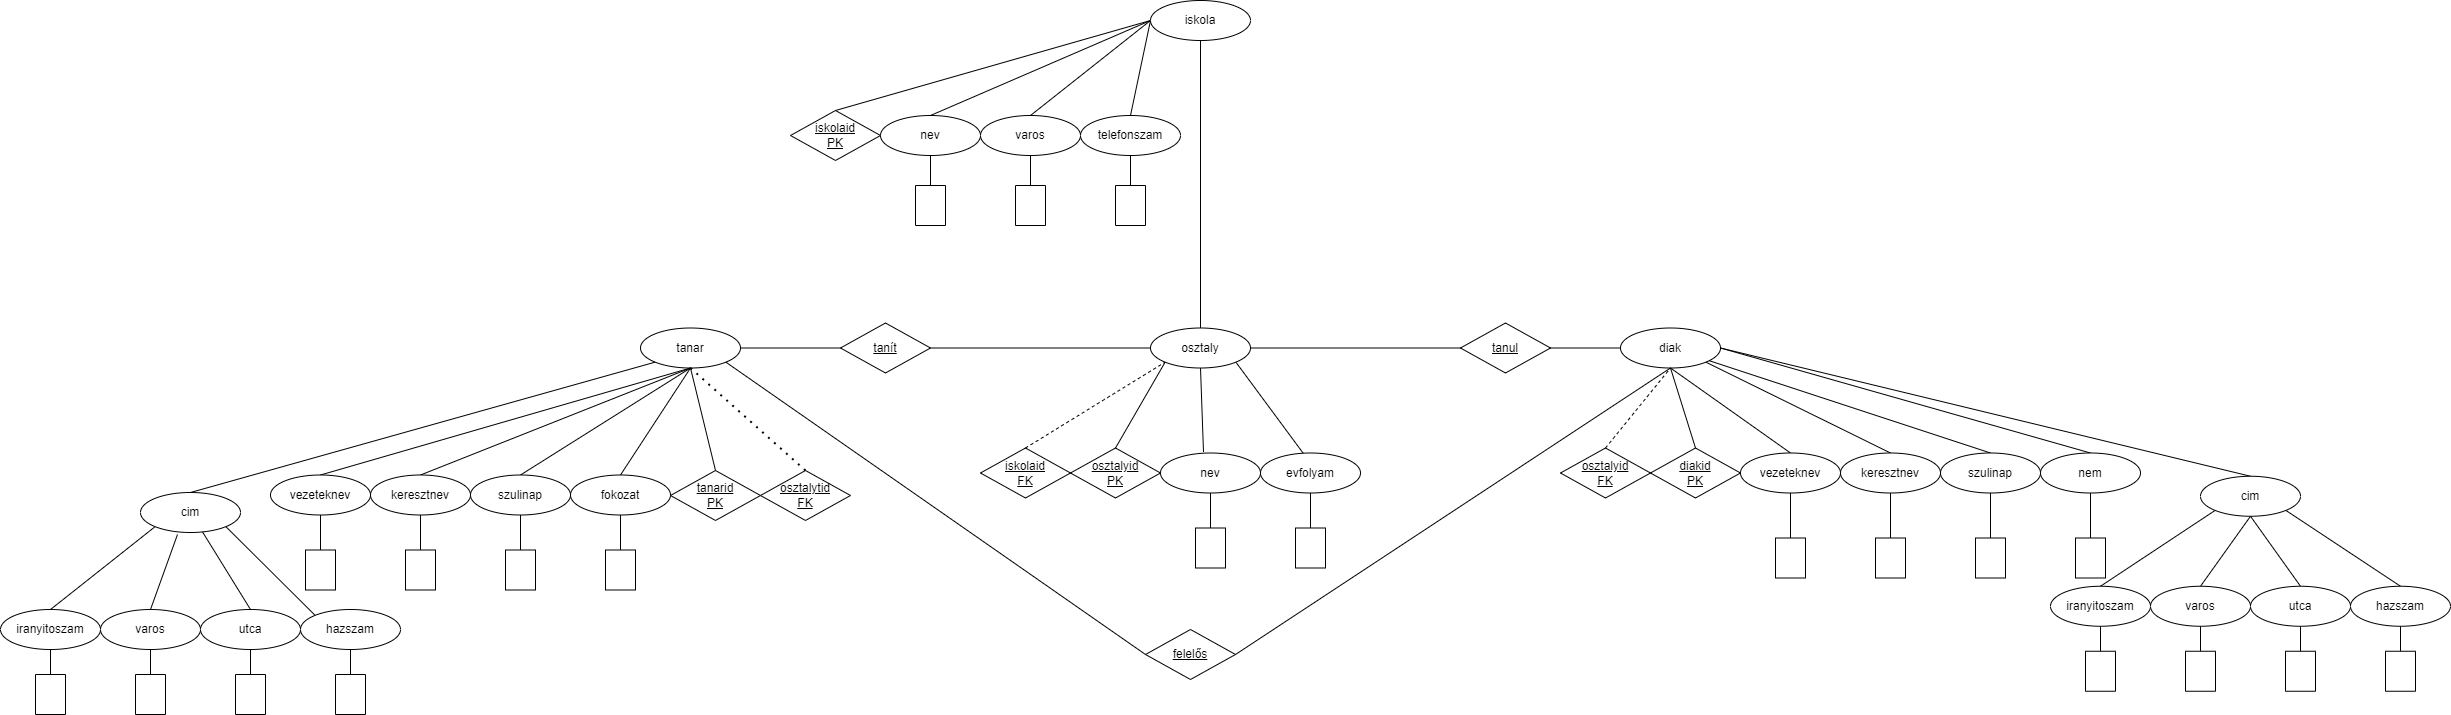 iskola
iskolaid
PK
nev
varos
telefonszam
tanar
tanít
osztaly
tanul
diak
cim
vezeteknev
keresztnev
szulinap
fokozat
tanarid
PK
osztalytid
FK
iskolaid
FK
osztalyid
PK
nev
evfolyam
osztalyid
FK
diakid
PK
vezeteknev
keresztnev
szulinap
nem
cim
iranyitoszam
varos
utca
hazszam
felelős
iranyitoszam
varos
utca
hazszam